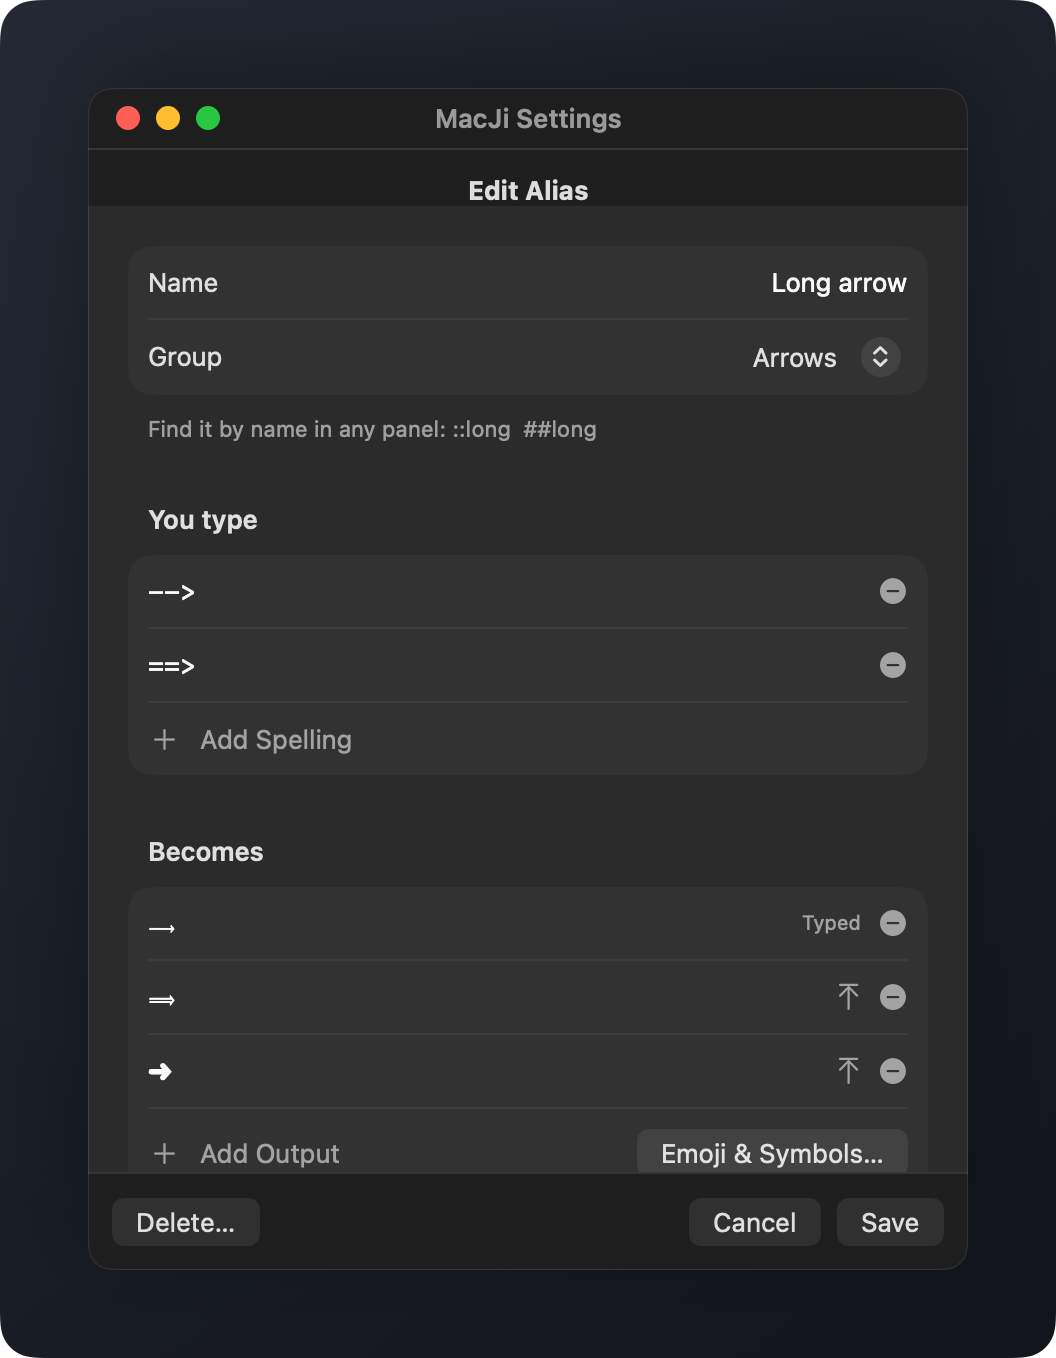 MacJi Settings
Edit Alias
Name
Long arrow
Group
Arrows
Find it by name in any panel: ::long ##long
You type
-->
==>
Add Spelling
Becomes
⟶
Typed
⟹
➜
Add Output
Emoji & Symbols...
Delete...
Cancel
Save